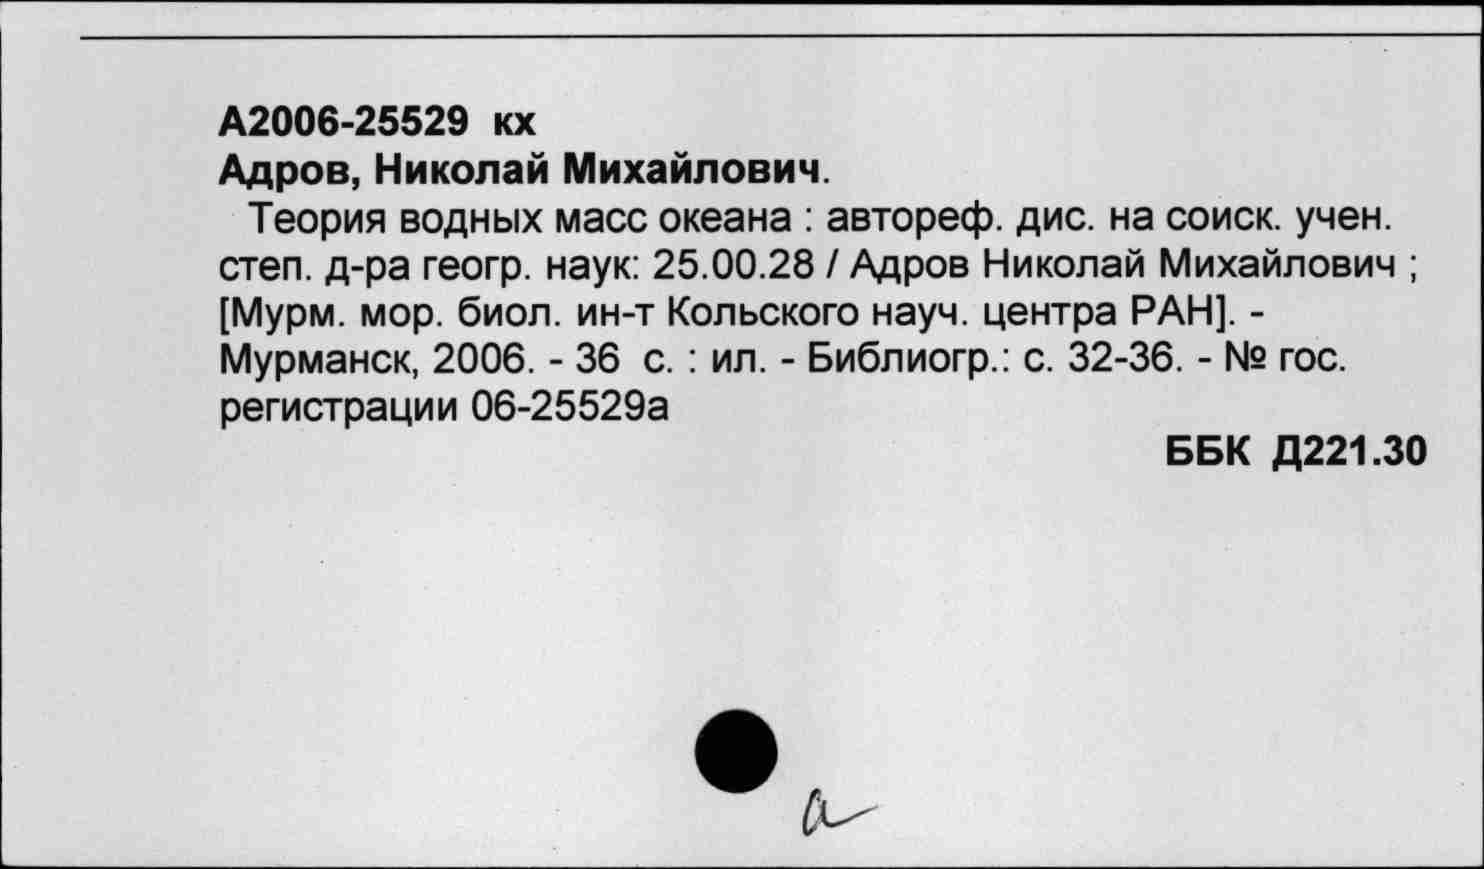 А2006-25529 кх
Адров, Николай Михайлович.
Теория водных масс океана : автореф. дис. на соиск. учен.
степ. д-ра геогр. наук: 25.00.28 / Адров Николай Михайлович ;
[Мурм. мор. биол. ин-т Кольского науч. центра РАН]. -
Мурманск, 2006. - 36 с. : ил. - Библиогр.: с. 32-36. - № гос.
регистрации 06-25529а
ББК Д221.30
а